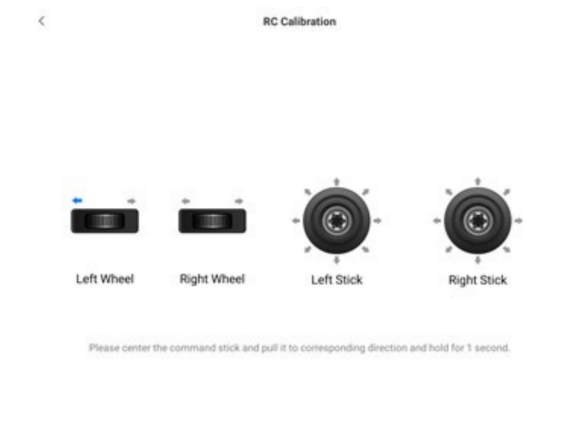 RC Calibration
Left Wheel
Right Wheel
Left Stick
Right Stick
Please center the command stick and pull it to corresponding direction and hold for 1 second.